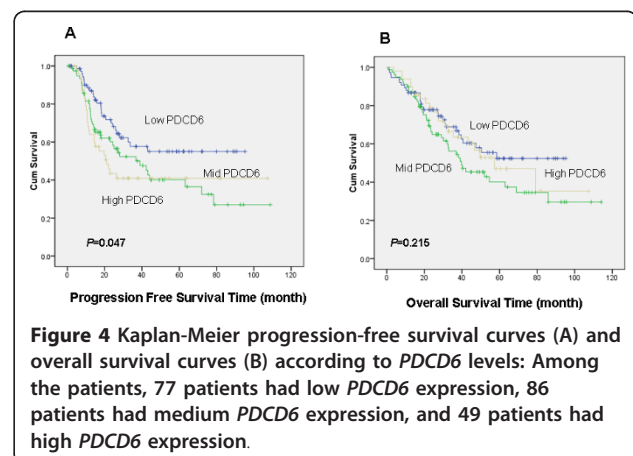 A
1.0
0.8
0.6
0.4
0.2
0.0
Cum Survival
Low PDCD6
Mid PDCD6
High PDCD6
P=0.047
0 20 40 60 80 100 120
Progression Free Survival Time (month)
B
1.0
0.8
0.6
0.4
0.2
0.0
Cum Survival
Low PDCD6
Mid PDCD6
High PDCD6
P=0.215
0 20 40 60 80 100 120
Overall Survival Time (month)
Figure 4 Kaplan-Meier progression-free survival curves (A) and
overall survival curves (B) according to PDCD6 levels: Among
the patients, 77 patients had low PDCD6 expression, 86
patients had medium PDCD6 expression, and 49 patients had
high PDCD6 expression.